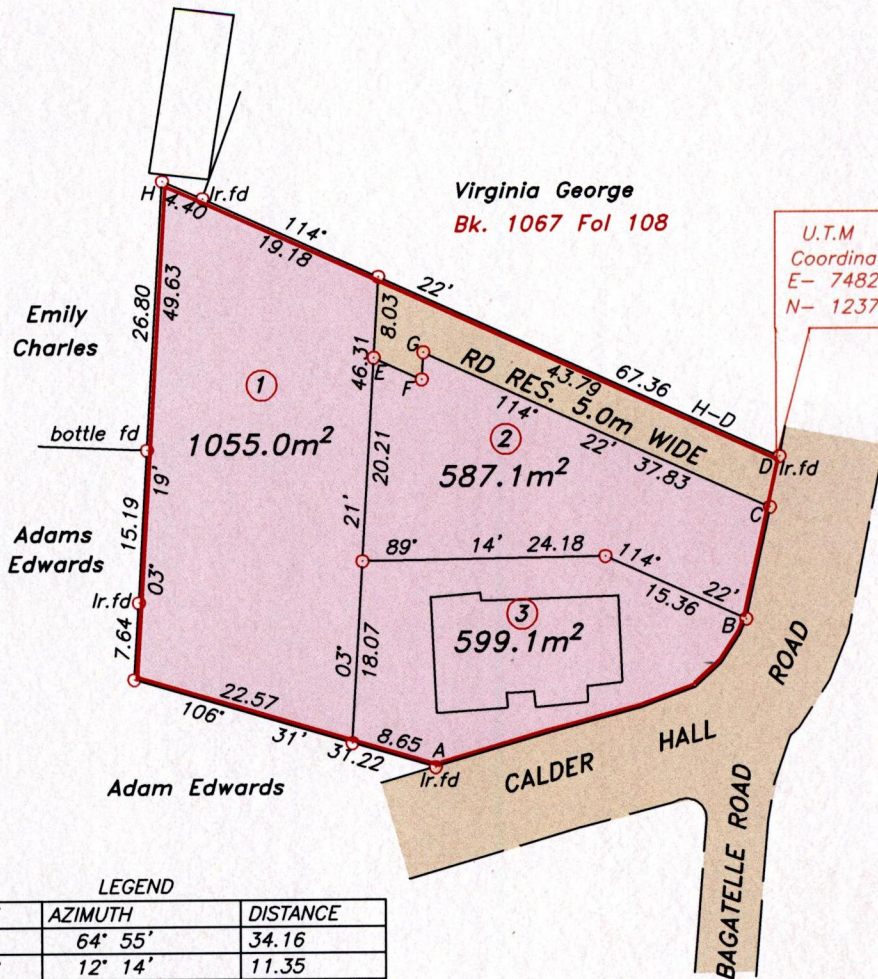 H
4.40
Ir.fd
114°
19.18
22'
Virginia George
Bk. 1067 Fol 108
U.T.M
Coordina
E- 7482
N- 1237
43.79
67.36
H-D
RD RES. 5.0m WIDE
D
Ir.fd
C
Emily
Charles
26.80
49.63
8.03
46.31
E
G
F
1
1055.0m²
114°
22'
37.83
2
587.1m²
bottle fd
19'
20.21
21'
Adams
Edwards
15.19
03°
Ir.fd
7.64
89° 14' 24.18
114°
22'
15.36
B
3
599.1m²
03°
18.07
22.57
106°
31'
31.22
8.65
A
Ir.fd
Adam Edwards
CALDER HALL ROAD
BAGATELLE ROAD
LEGEND
AZIMUTH DISTANCE
64° 55' 34.16
12° 14' 11.35